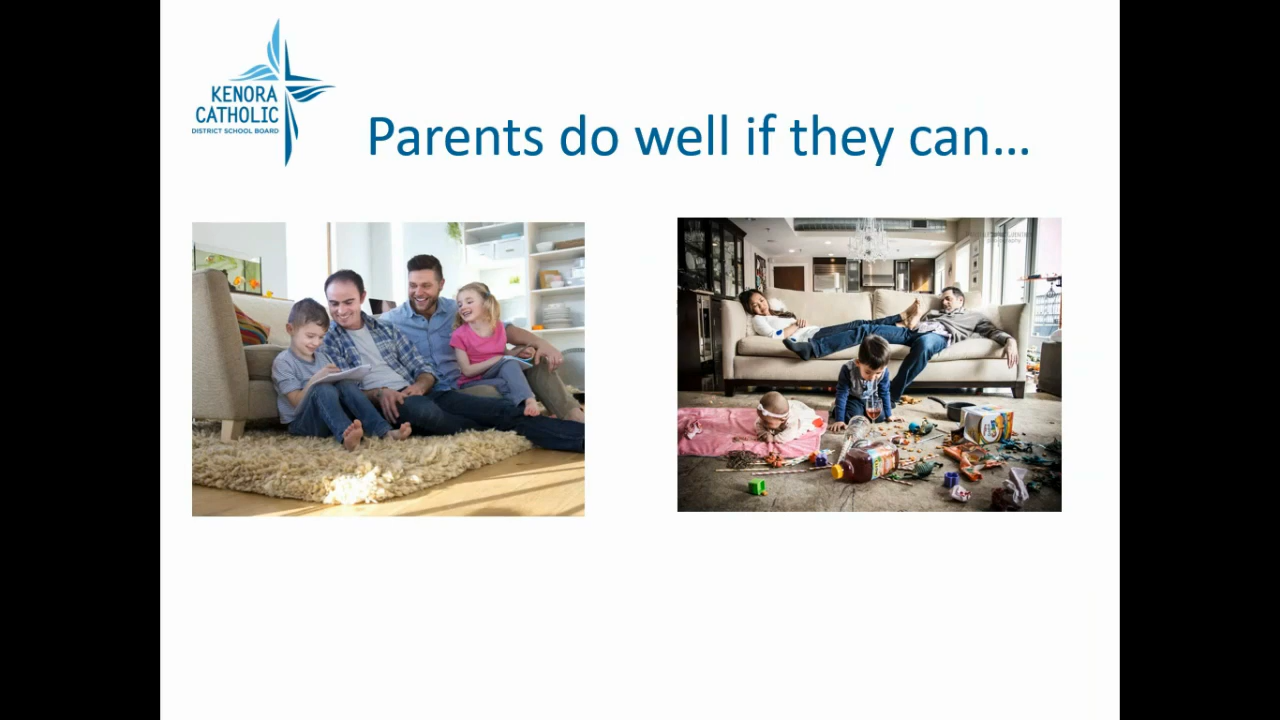 KENORA
CATHOLIC
DISTRICT SCHOOL BOARD
Parents do well if they can...